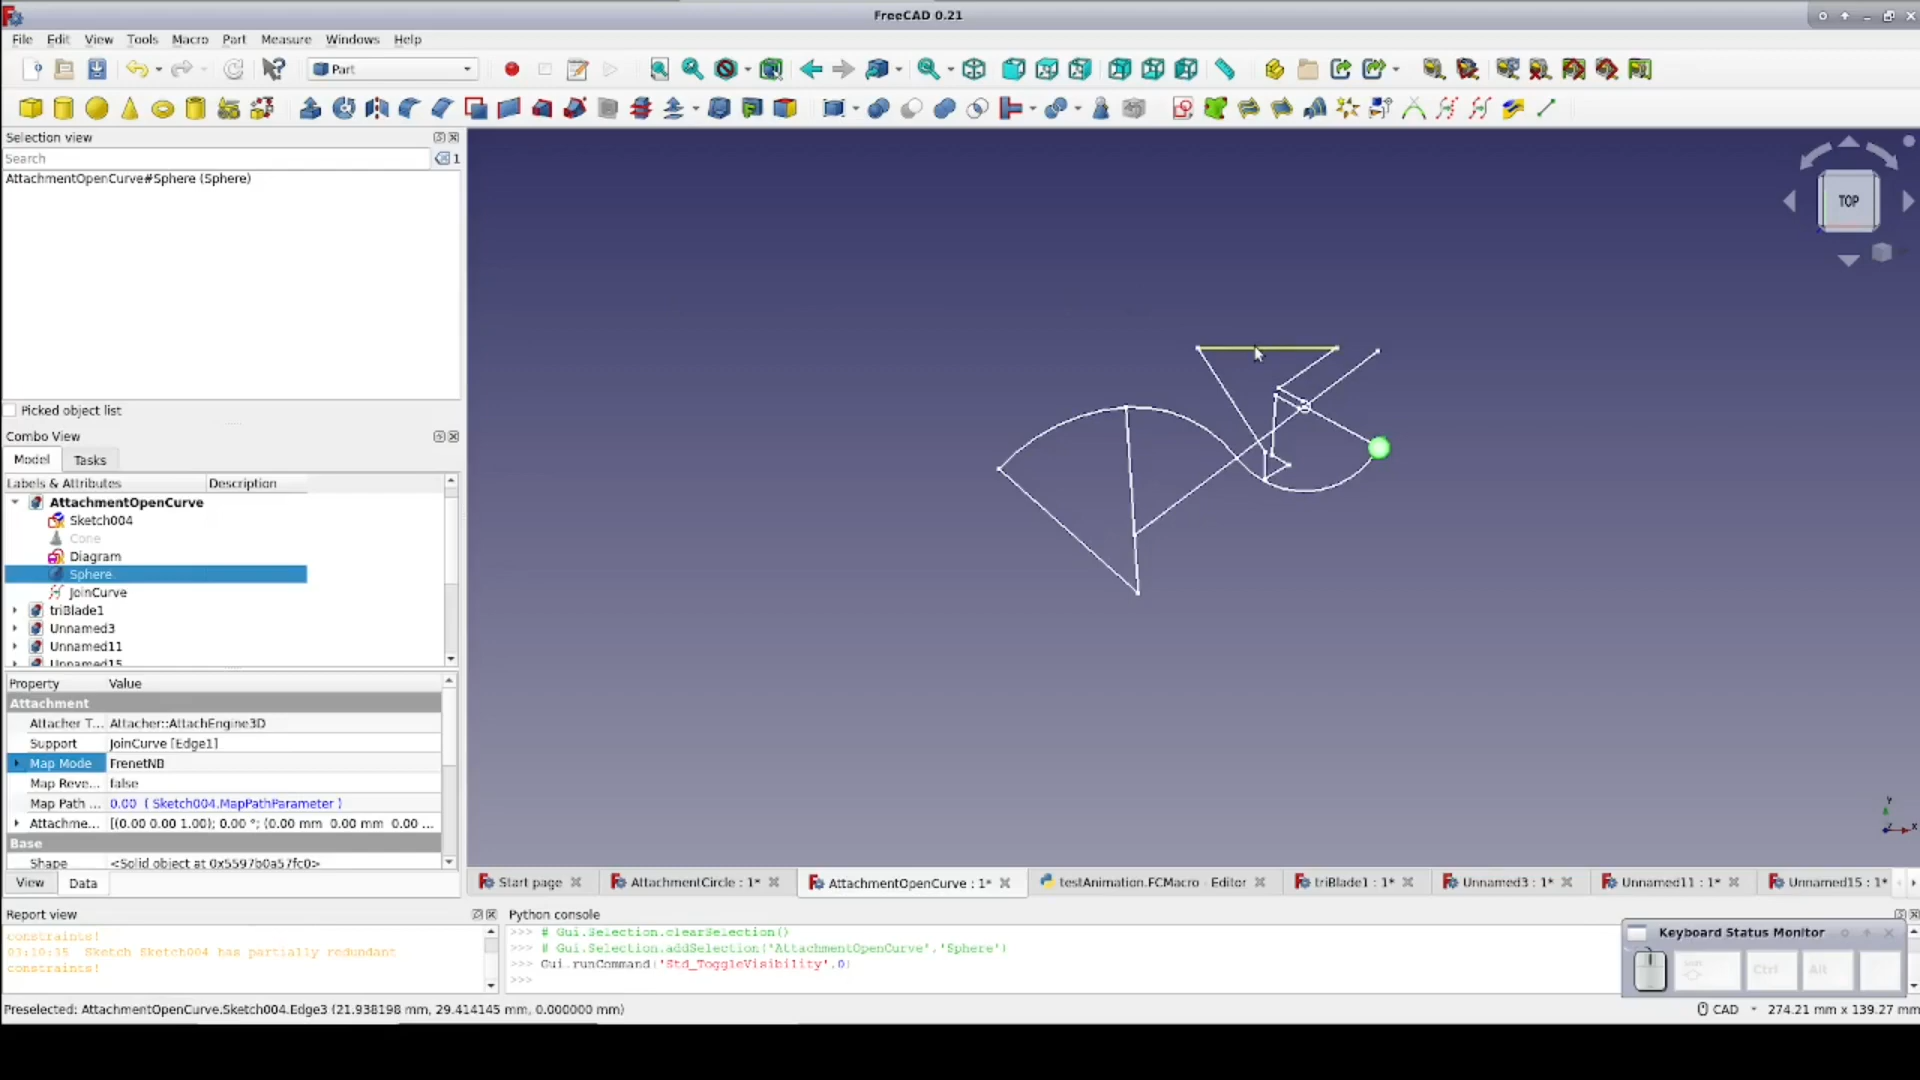 FreeCAD 0.21
File Edit View Tools Macro Part Measure Windows Help
Part
Selection view
Search
1
AttachmentOpenCurve#Sphere (Sphere)
Picked object list
Combo View
Model Tasks
Labels & Attributes Description
AttachmentOpenCurve
Sketch004
Cone
Diagram
Sphere
JoinCurve
triBlade1
Unnamed3
Unnamed11
Unnamed15
Property Value
Attachment
Attacher T... Attacher::AttachEngine3D
Support JoinCurve [Edge1]
Map Mode FrenetNB
Map Reve... false
Map Path ... 0.00 ( Sketch004.MapPathParameter )
Attachme... [(0.00 0.00 1.00); 0.00 °; (0.00 mm 0.00 mm 0.00 ...
Base
Shape <Solid object at 0x5597b0a57fc0>
View Data
TOP
Y
Z X
Start page AttachmentCircle : 1* AttachmentOpenCurve : 1* testAnimation.FCMacro - Editor triBlade1 : 1* Unnamed3 : 1* Unnamed11 : 1* Unnamed15 : 1*
Report view
constraints!
03:10:35 Sketch Sketch004 has partially redundant
constraints!
Python console
>>> # Gui.Selection.clearSelection()
>>> # Gui.Selection.addSelection('AttachmentOpenCurve','Sphere')
>>> Gui.runCommand('Std_ToggleVisibility',0)
>>>
Keyboard Status Monitor
Ctrl Alt
Preselected: AttachmentOpenCurve.Sketch004.Edge3 (21.938198 mm, 29.414145 mm, 0.000000 mm)
CAD 274.21 mm x 139.27 mm